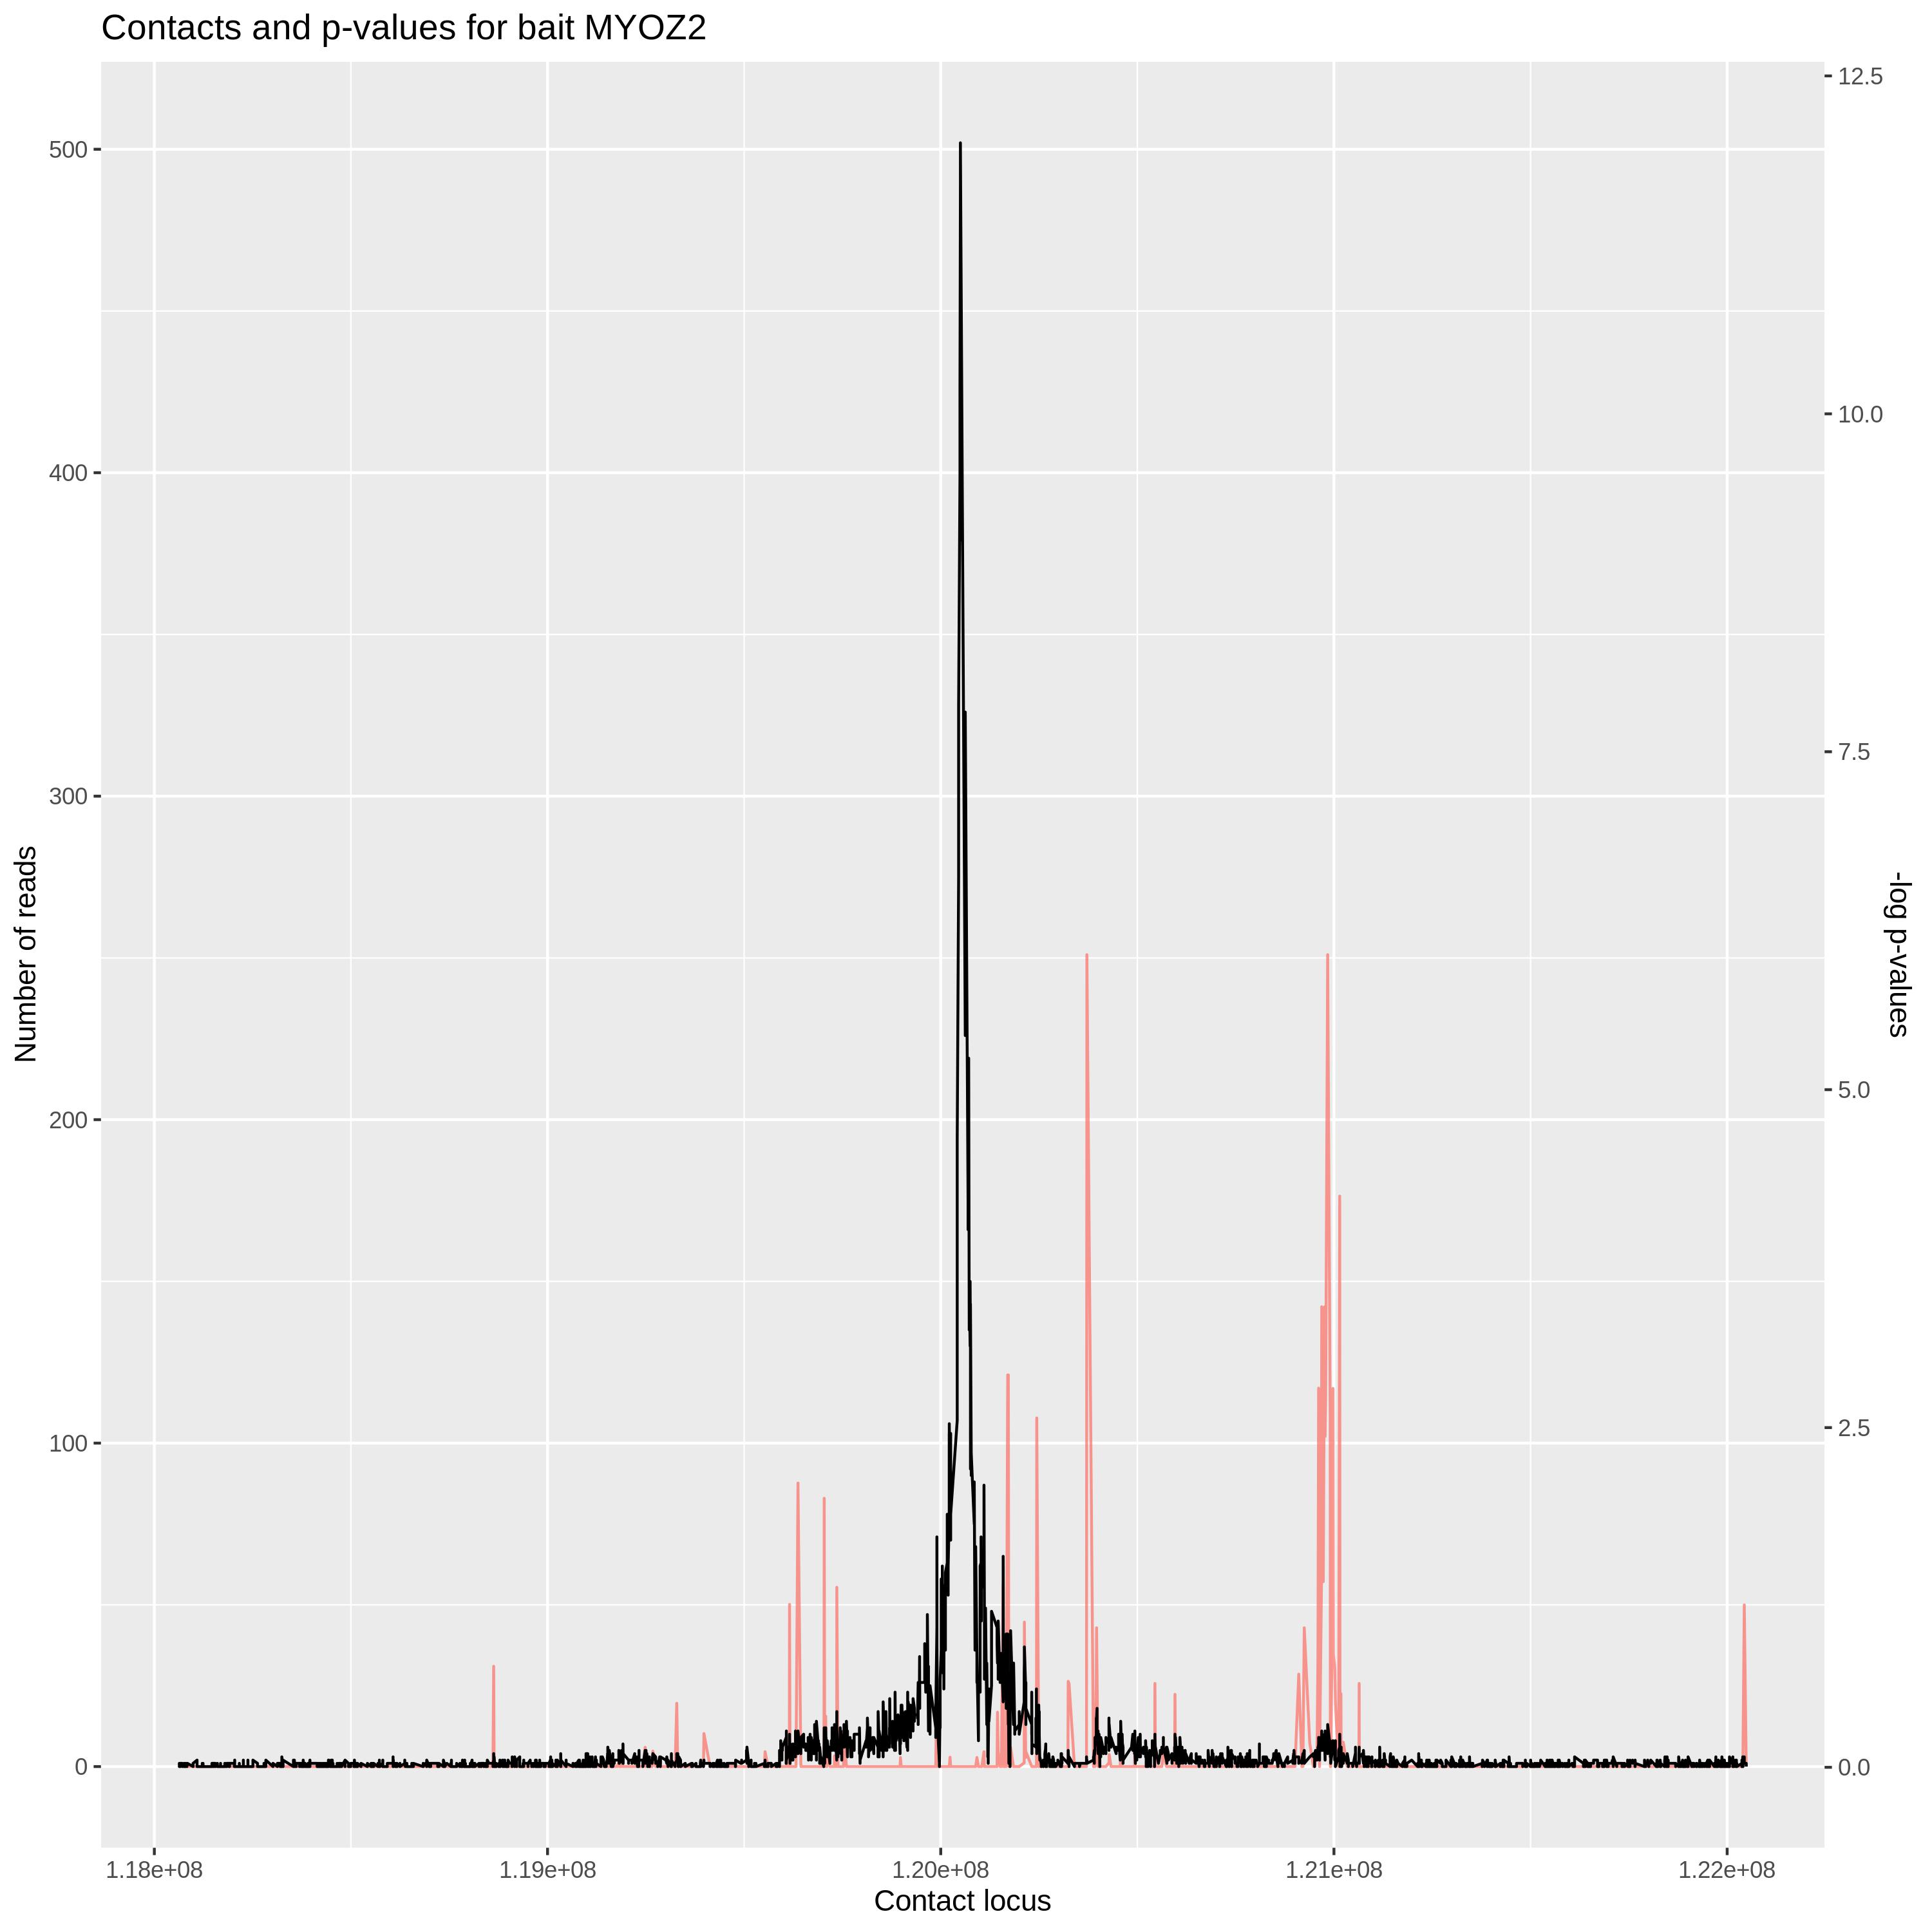 Contacts and p-values for bait MYOZ2
500
400
300
200
100
0
Number of reads
12.5
10.0
7.5
5.0
2.5
0.0
-log p-values
1.18e+08
1.19e+08
1.20e+08
1.21e+08
1.22e+08
Contact locus